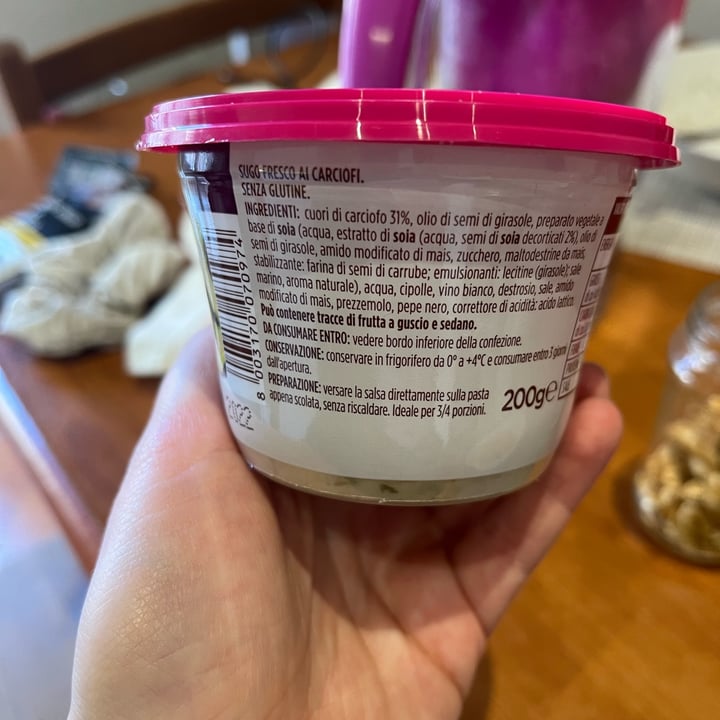 SUGO FRESCO AI CARCIOFI.
SENZA GLUTINE.
INGREDIENTI: cuori di carciofo 31%, olio di semi di girasole, preparato vegetale a
base di soia (acqua, estratto di soia (acqua, semi di soia decorticati 2%), olio di
semi di girasole, amido modificato di mais, zucchero, maltodestrine da mais,
stabilizzante: farina di semi di carrube; emulsionanti: lecitine (girasole); sale
marino, aroma naturale), acqua, cipolle, vino bianco, destrosio, sale, amido
modificato di mais, prezzemolo, pepe nero, correttore di acidità: acido lattico.
Può contenere tracce di frutta a guscio e sedano.
DA CONSUMARE ENTRO: vedere bordo inferiore della confezione.
CONSERVAZIONE: conservare in frigorifero da 0° a +4°C e consumare entro 3 giorni
dall'apertura.
PREPARAZIONE: versare la salsa direttamente sulla pasta
appena scolata, senza riscaldare. Ideale per 3/4 porzioni.
200g e
8 003170 070974
2022